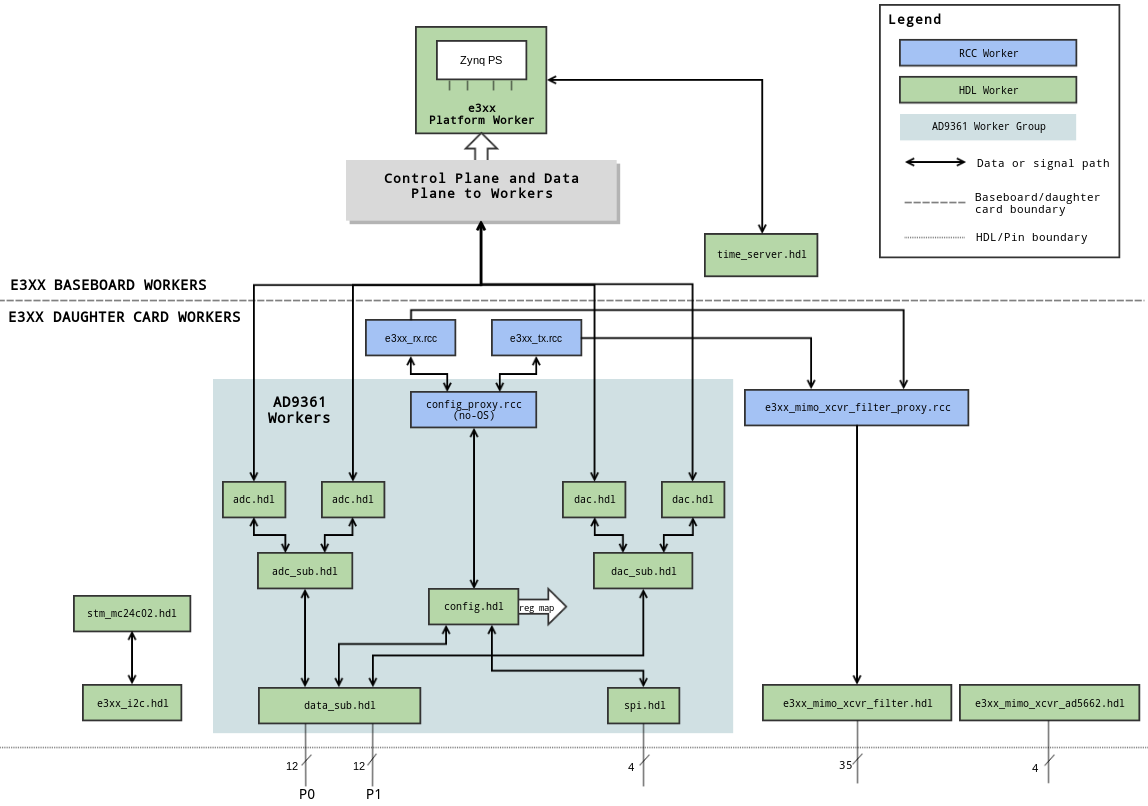 Legend
RCC Worker
HDL Worker
AD9361 Worker Group
Data or signal path
Baseboard/daughter
card boundary
HDL/Pin boundary
Zynq PS
e3xx
Platform Worker
Control Plane and Data
Plane to Workers
time_server.hdl
E3XX BASEBOARD WORKERS
E3XX DAUGHTER CARD WORKERS
e3xx_rx.rcc
e3xx_tx.rcc
AD9361
Workers
config_proxy.rcc
(no-OS)
e3xx_mimo_xcvr_filter_proxy.rcc
adc.hdl
adc.hdl
dac.hdl
dac.hdl
adc_sub.hdl
dac_sub.hdl
stm_mc24c02.hdl
config.hdl
reg map
e3xx_i2c.hdl
data_sub.hdl
spi.hdl
e3xx_mimo_xcvr_filter.hdl
e3xx_mimo_xcvr_ad5662.hdl
12
12
4
35
4
P0
P1